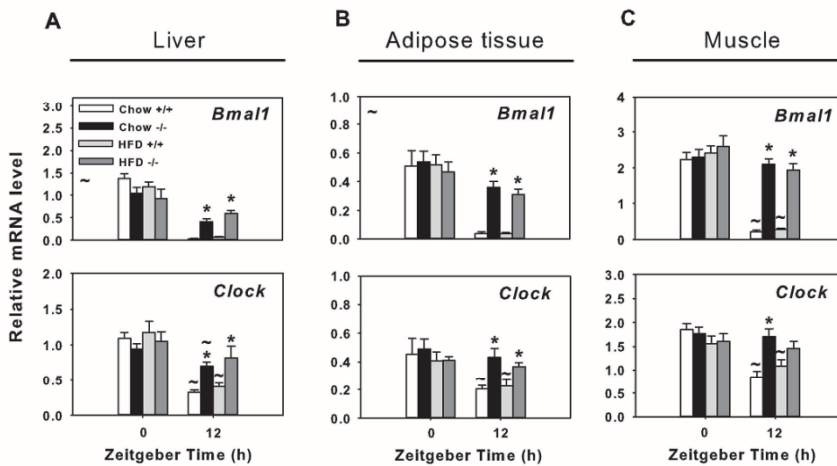 A
Liver
B
Adipose tissue
C
Muscle
Relative mRNA level
3.0
2.5
2.0
1.5
1.0
0.5
0.0
Chow +/+
Chow -/-
HFD +/+
HFD -/-
Bmal1
~
* *
1.0
0.8
0.6
0.4
0.2
0.0
~
Bmal1
* *
4
3
2
1
0
Bmal1
~ * ~ *
2.0
1.5
1.0
0.5
0.0
Clock
~
~ * ~ *
0 12
Zeitgeber Time (h)
1.0
0.8
0.6
0.4
0.2
0.0
Clock
~ * ~ *
0 12
Zeitgeber Time (h)
3.0
2.5
2.0
1.5
1.0
0.5
0.0
Clock
~ * ~
0 12
Zeitgeber Time (h)